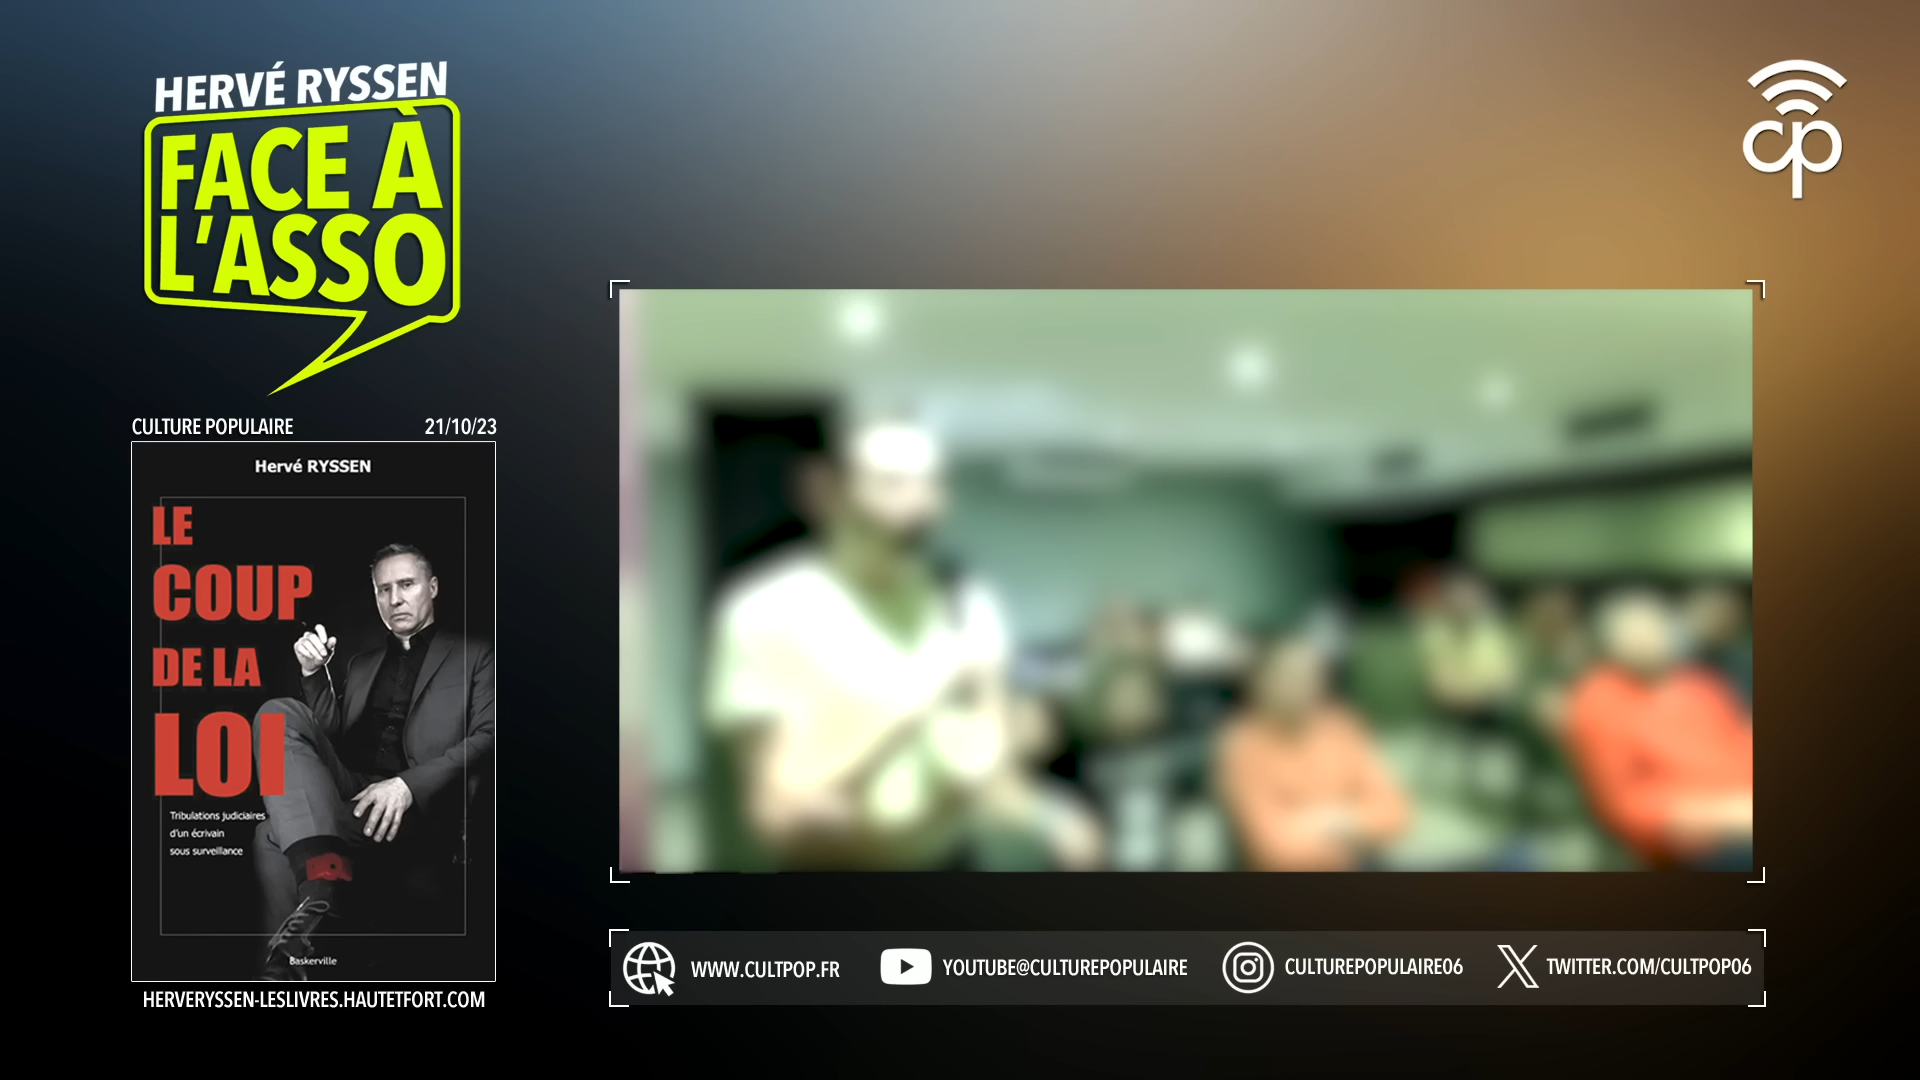 HERVÉ RYSSEN
FACE À
L'ASSO
cp
CULTURE POPULAIRE 21/10/23
Hervé RYSSEN
LE
COUP
DE LA
LOI
Tribulations judiciaires
d'un écrivain
sous surveillance
Baskerville
HERVERYSSEN-LESLIVRES.HAUTETFORT.COM
WWW.CULTPOP.FR YOUTUBE@CULTUREPOPULAIRE CULTUREPOPULAIRE06 TWITTER.COM/CULTPOP06